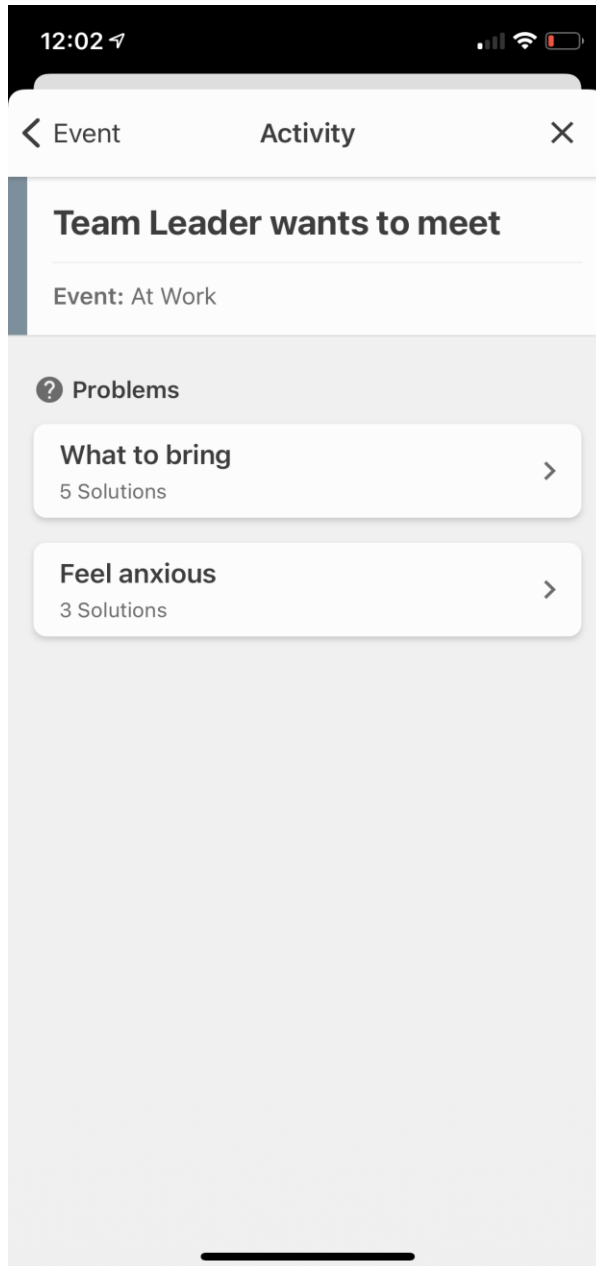 12:02
Event
Activity
Team Leader wants to meet
Event: At Work
? Problems
What to bring
5 Solutions
Feel anxious
3 Solutions